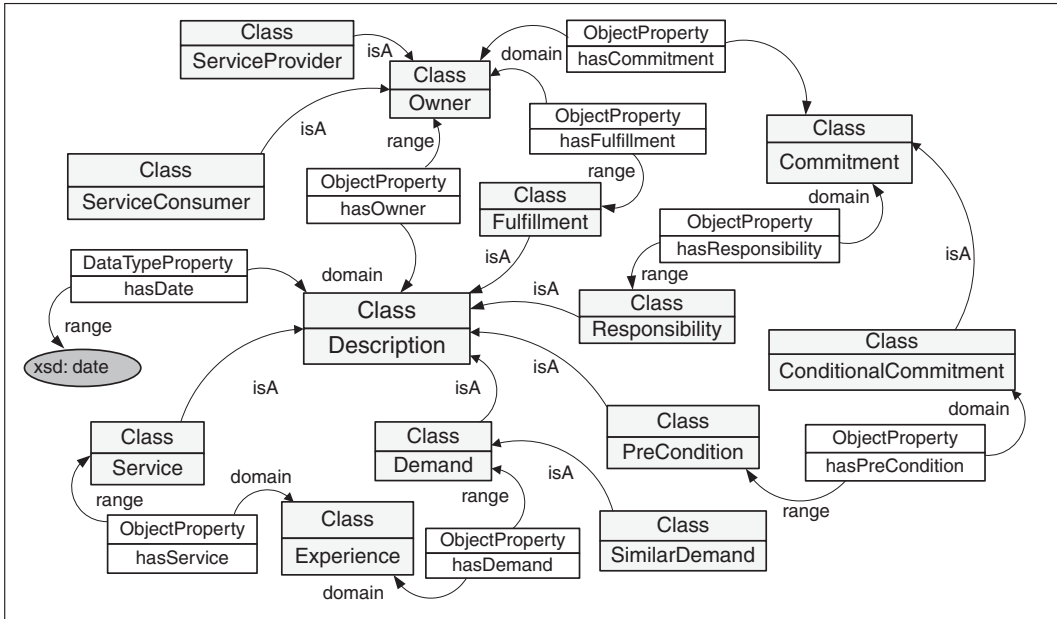 Class
ServiceProvider
isA
Class
Owner
domain
ObjectProperty
hasCommitment
ObjectProperty
hasFulfillment
Class
Commitment
isA
Class
ServiceConsumer
range
ObjectProperty
hasOwner
range
Class
Fulfillment
domain
ObjectProperty
hasResponsibility
DataTypeProperty
hasDate
domain
isA
range
isA
range
Class
Description
isA
Class
Responsibility
xsd: date
Class
ConditionalCommitment
isA
isA
isA
domain
Class
Service
Class
Demand
Class
PreCondition
ObjectProperty
hasPreCondition
range
domain
range
isA
range
ObjectProperty
hasService
Class
Experience
ObjectProperty
hasDemand
Class
SimilarDemand
domain